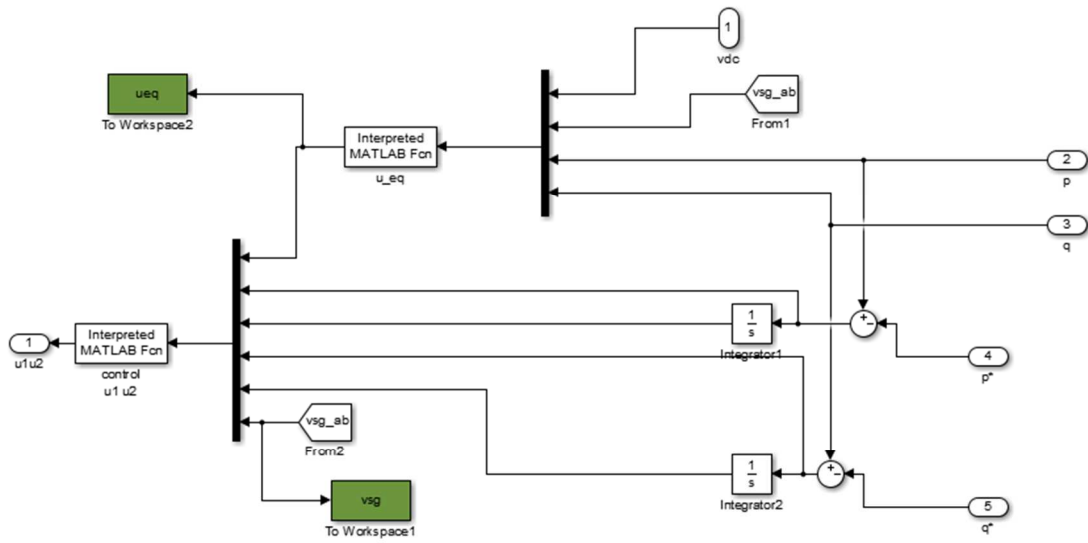 1
vdc
ueq
To Workspace2
vsg_ab
From1
Interpreted
MATLAB Fcn
u_eq
2
p
3
q
1
s
Integrator1
+
-
4
p*
1
u1u2
Interpreted
MATLAB Fcn
control
u1 u2
vsg_ab
From2
1
s
Integrator2
+
-
vsg
To Workspace1
5
q*